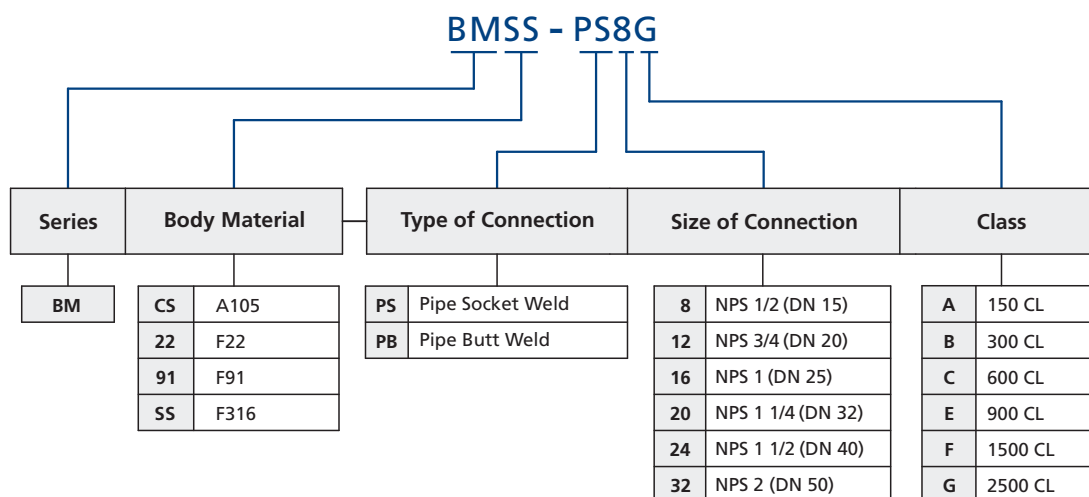 BMSS - PS8G
Series Body Material Type of Connection Size of Connection Class
BM CS A105 PS Pipe Socket Weld 8 NPS 1/2 (DN 15) A 150 CL
22 F22 PB Pipe Butt Weld 12 NPS 3/4 (DN 20) B 300 CL
91 F91 16 NPS 1 (DN 25) C 600 CL
SS F316 20 NPS 1 1/4 (DN 32) E 900 CL
24 NPS 1 1/2 (DN 40) F 1500 CL
32 NPS 2 (DN 50) G 2500 CL